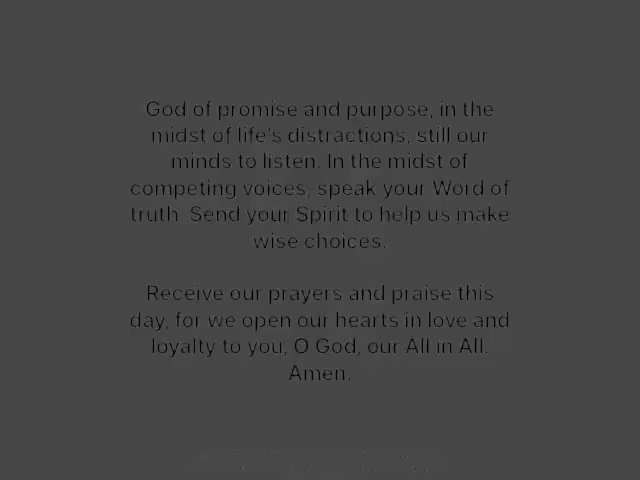 God of promise and purpose, in the
midst of life's distractions, still our
minds to listen. In the midst of
competing voices, speak your Word of
truth. Send your Spirit to help us make
wise choices.
Receive our prayers and praise this
day, for we open our hearts in love and
loyalty to you, O God, our All in All.
Amen.